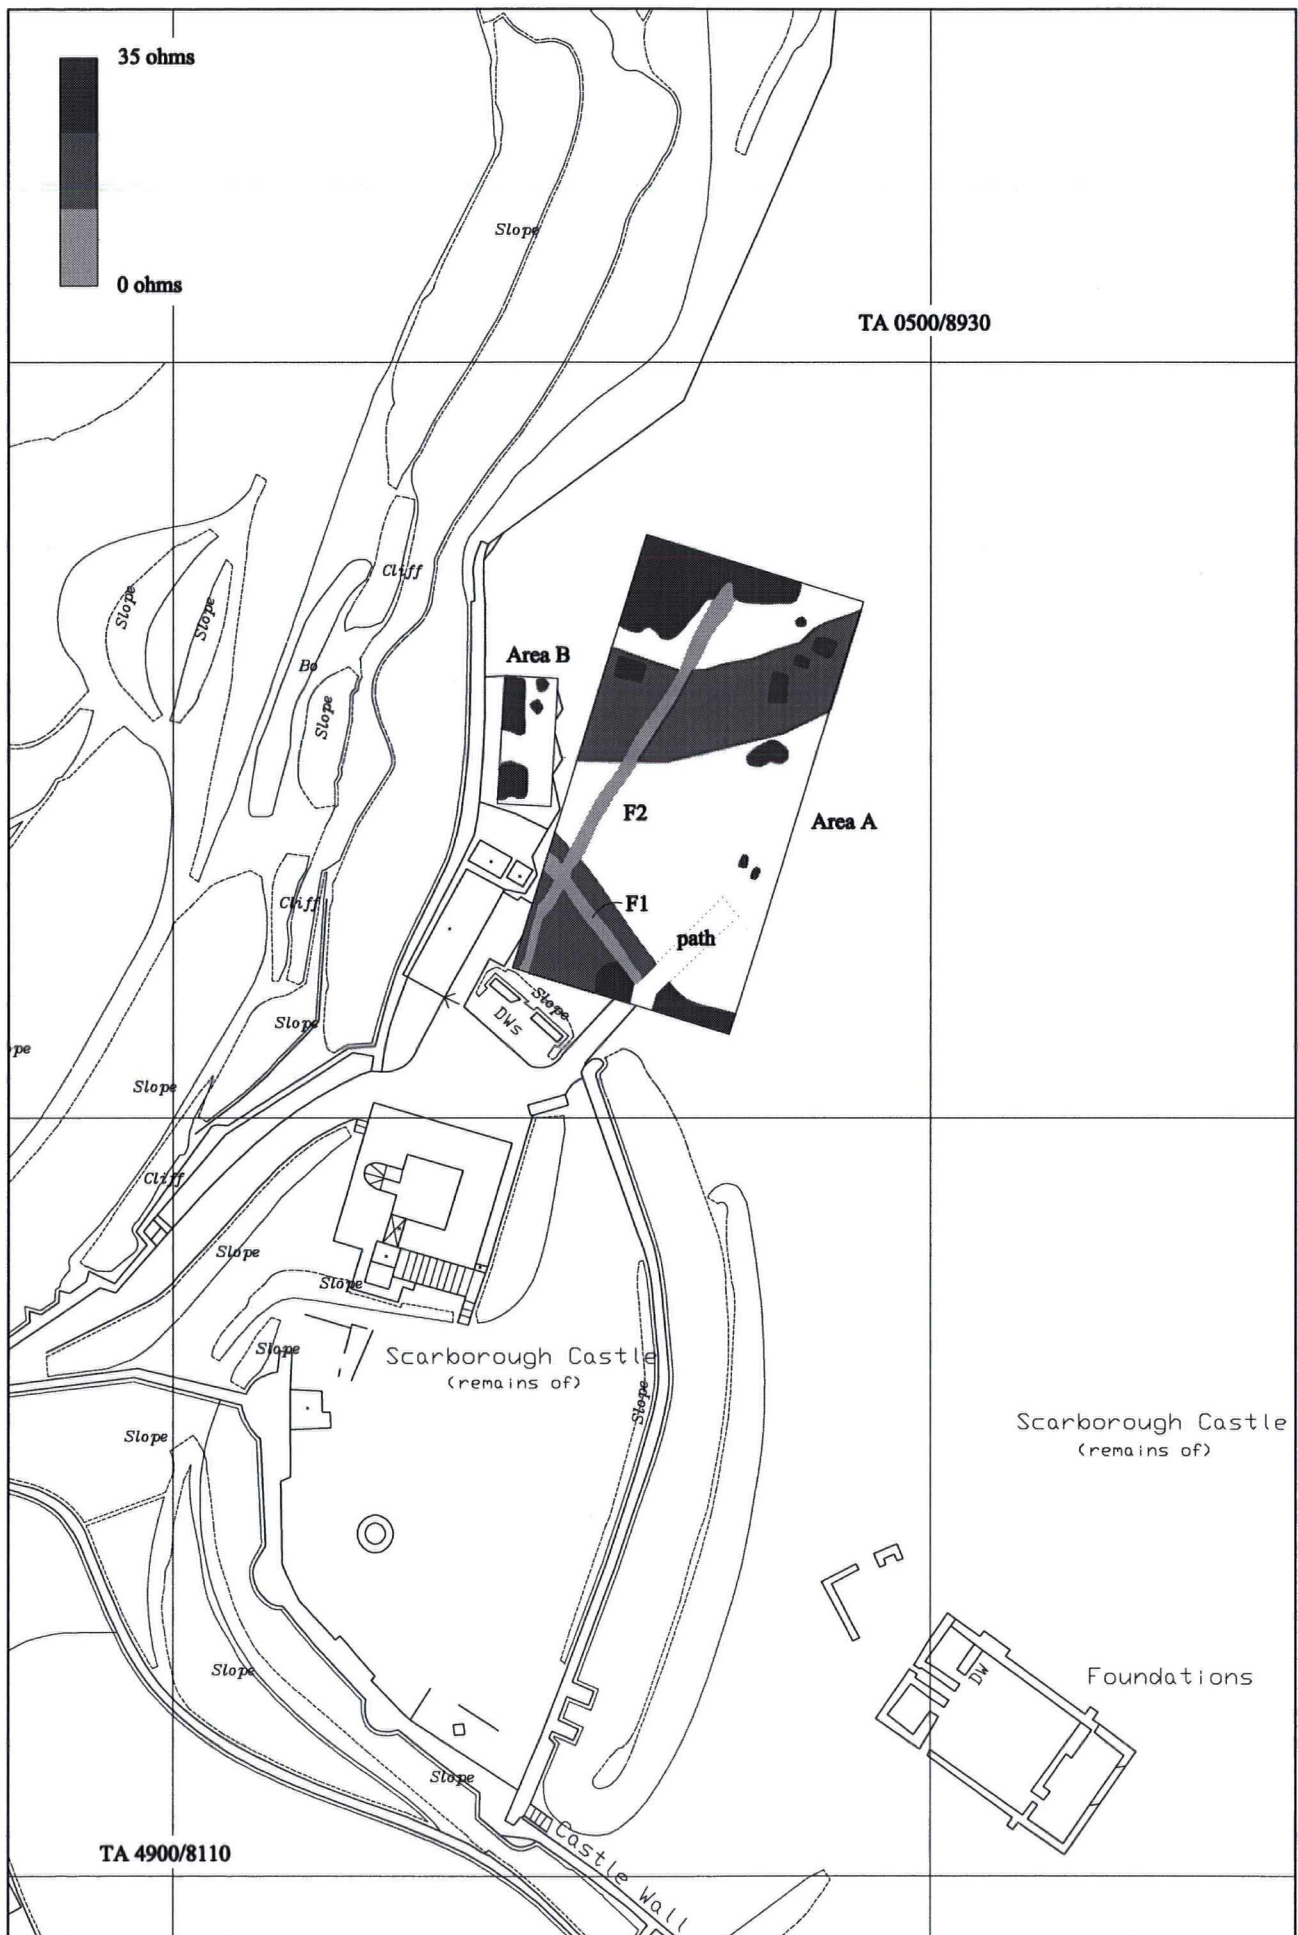 35 ohms
Slope
0 ohms
TA 0500/8930
Cliff
Slope
Slope
Area B
Bo
Slope
F2
Area A
Cliff
F1
path
Slope
DWs
Slope
pe
Slope
Cliff
Slope
Slope
Slope
Scarborough Castle
(remains of)
Slope
Scarborough Castle
(remains of)
Slope
Foundations
DW
Slope
Slope
TA 4900/8110
Castle Wall